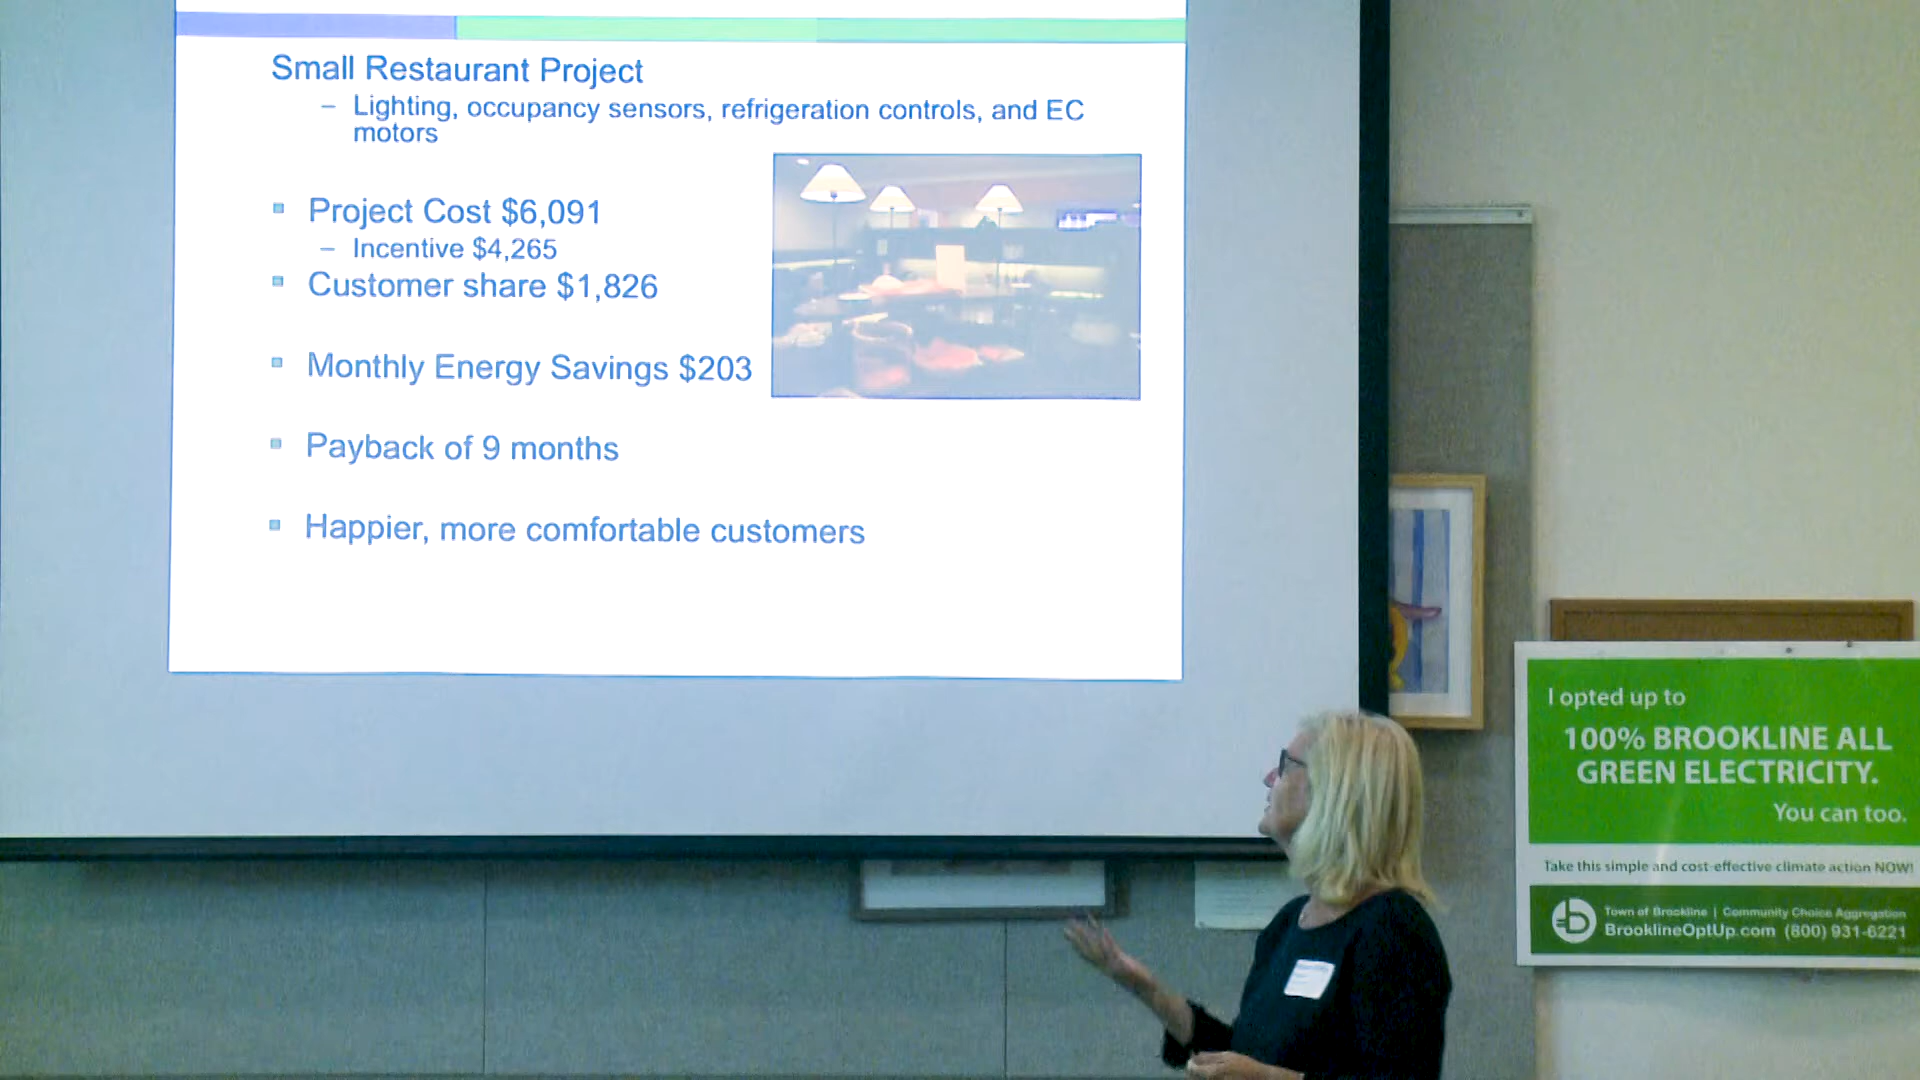 Small Restaurant Project
– Lighting, occupancy sensors, refrigeration controls, and EC
motors
Project Cost $6,091
– Incentive $4,265
Customer share $1,826
Monthly Energy Savings $203
Payback of 9 months
Happier, more comfortable customers
I opted up to
100% BROOKLINE ALL
GREEN ELECTRICITY.
You can too.
Take this simple and cost-effective climate action NOW!
Town of Brookline | Community Choice Aggregation
BrooklineOptUp.com (800) 931-6221